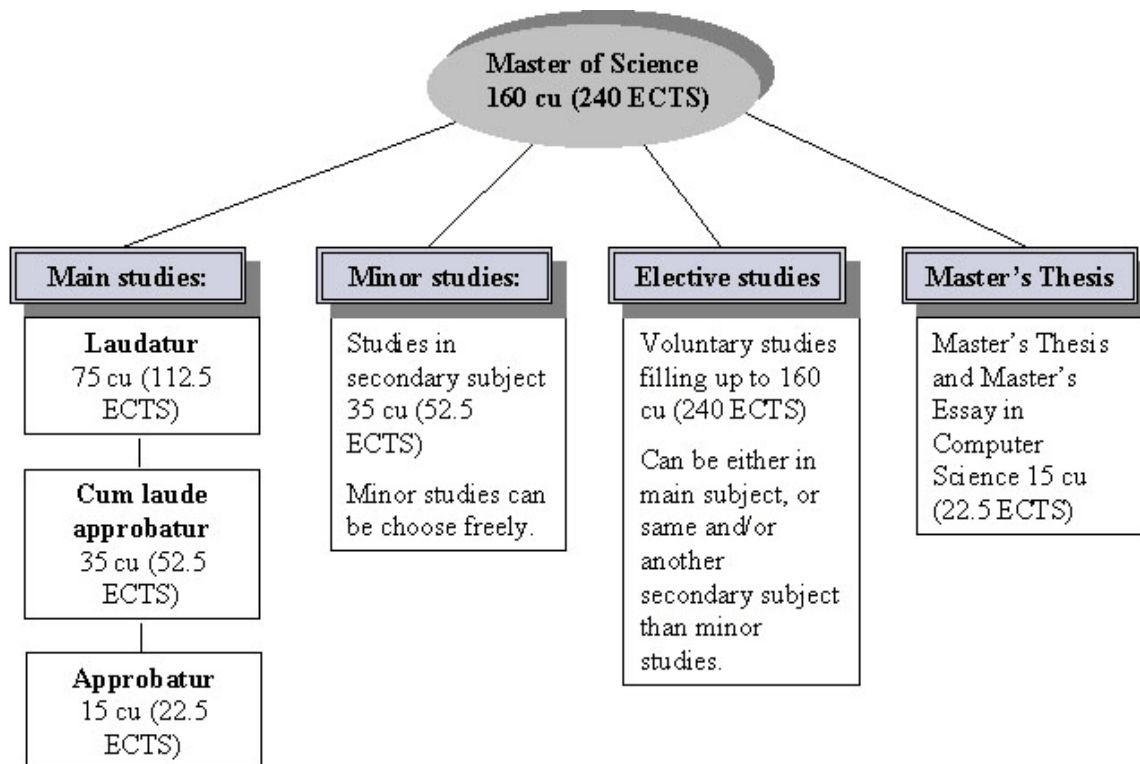 Master of Science
160 cu (240 ECTS)
Main studies:
Laudatur
75 cu (112.5
ECTS)
Cum laude
approbatur
35 cu (52.5
ECTS)
Approbatur
15 cu (22.5
ECTS)
Minor studies:
Studies in
secondary subject
35 cu (52.5
ECTS)
Minor studies can
be choose freely.
Elective studies
Voluntary studies
filling up to 160
cu (240 ECTS)
Can be either in
main subject, or
same and/or
another
secondary subject
than minor
studies.
Master's Thesis
Master's Thesis
and Master's
Essay in
Computer
Science 15 cu
(22.5 ECTS)